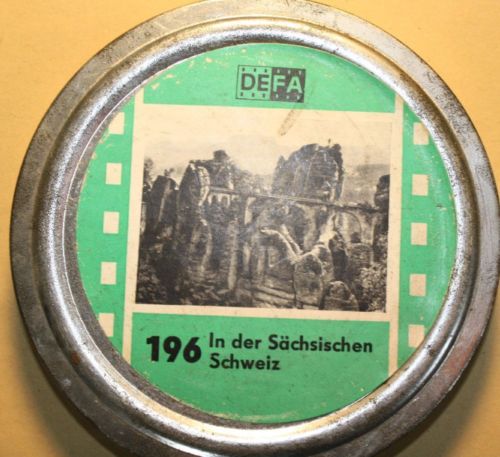 DEFA
196 In der Sächsischen
Schweiz